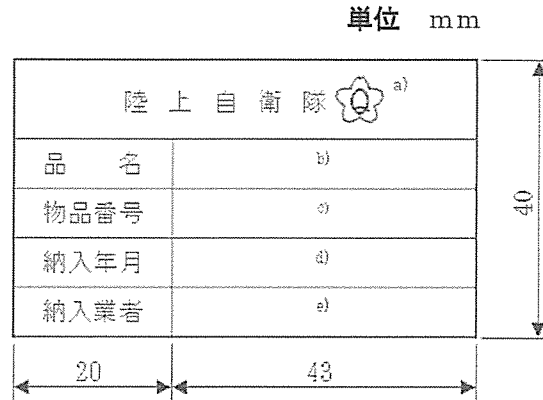 単位 mm
陸上自衛隊 Q a)
品 名 b)
物品番号 c)
納入年月 d)
納入業者 e)
40
20 43